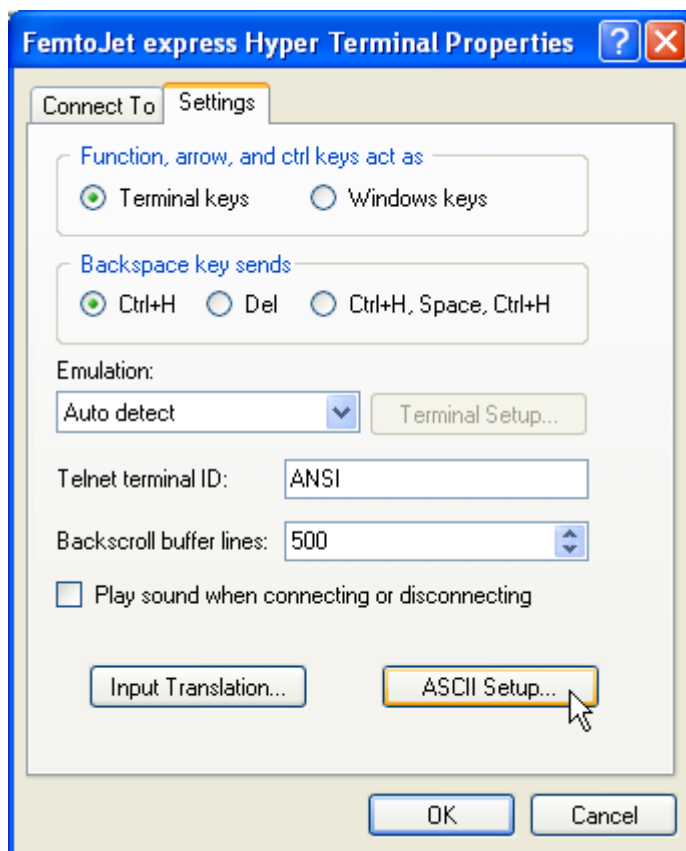 FemtoJet express Hyper Terminal Properties
Connect To Settings
Function, arrow, and ctrl keys act as
Terminal keys Windows keys
Backspace key sends
Ctrl+H Del Ctrl+H, Space, Ctrl+H
Emulation:
Auto detect Terminal Setup...
Telnet terminal ID: ANSI
Backscroll buffer lines: 500
Play sound when connecting or disconnecting
Input Translation... ASCII Setup...
OK Cancel